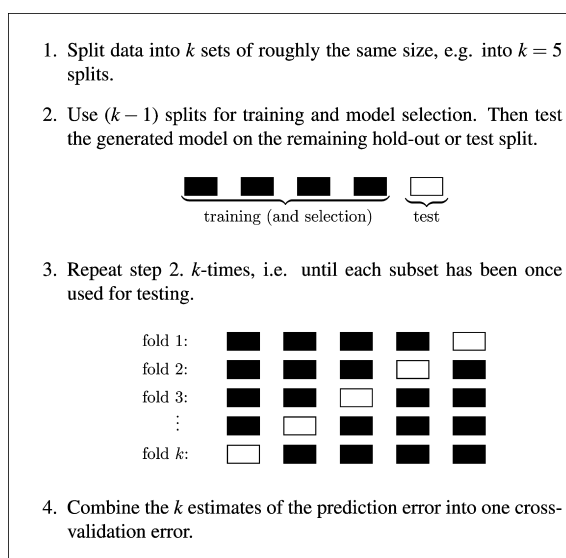 1. Split data into k sets of roughly the same size, e.g. into k = 5
splits.
2. Use (k − 1) splits for training and model selection. Then test
the generated model on the remaining hold-out or test split.
training (and selection) test
3. Repeat step 2. k-times, i.e. until each subset has been once
used for testing.
fold 1:
fold 2:
fold 3:
⋮
fold k:
4. Combine the k estimates of the prediction error into one cross-
validation error.